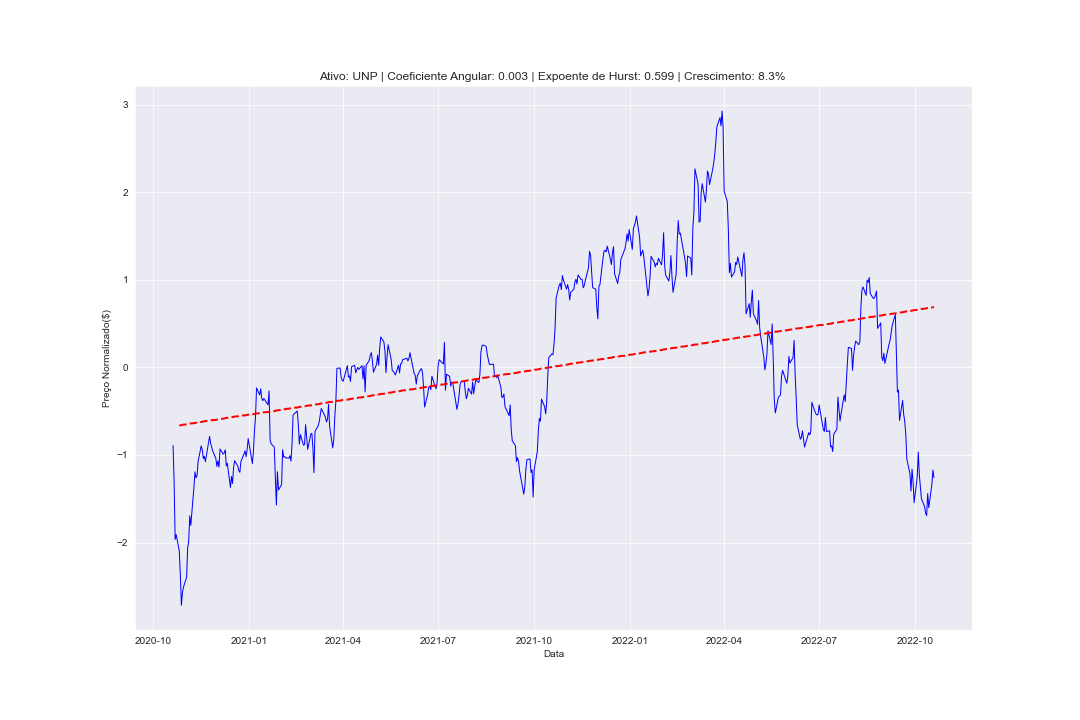 Ativo: UNP | Coeficiente Angular: 0.003 | Expoente de Hurst: 0.599 | Crescimento: 8.3%
Preço Normalizado($)
3
2
1
0
−1
−2
2020-10 2021-01 2021-04 2021-07 2021-10 2022-01 2022-04 2022-07 2022-10
Data